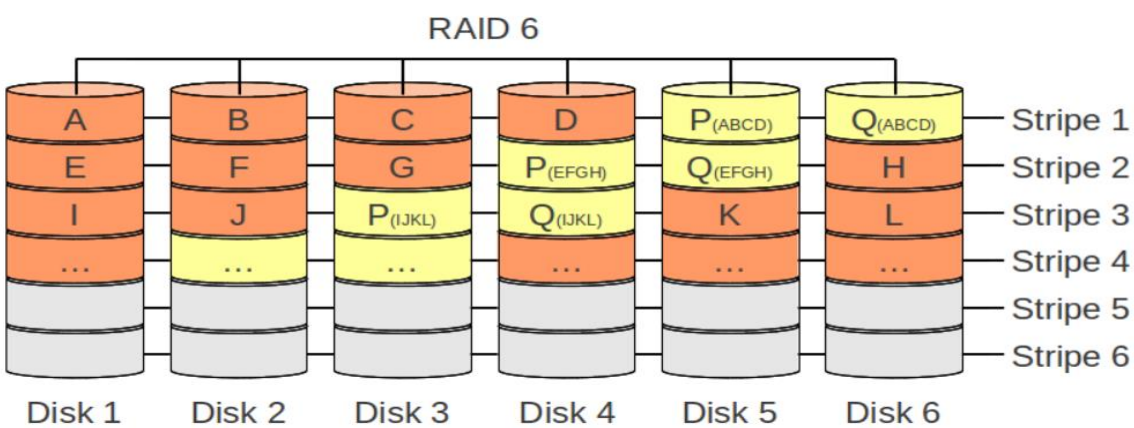 RAID 6
A B C D P(ABCD) Q(ABCD) Stripe 1
E F G P(EFGH) Q(EFGH) H Stripe 2
I J P(IJKL) Q(IJKL) K L Stripe 3
... ... ... ... ... ... Stripe 4
Stripe 5
Stripe 6
Disk 1 Disk 2 Disk 3 Disk 4 Disk 5 Disk 6